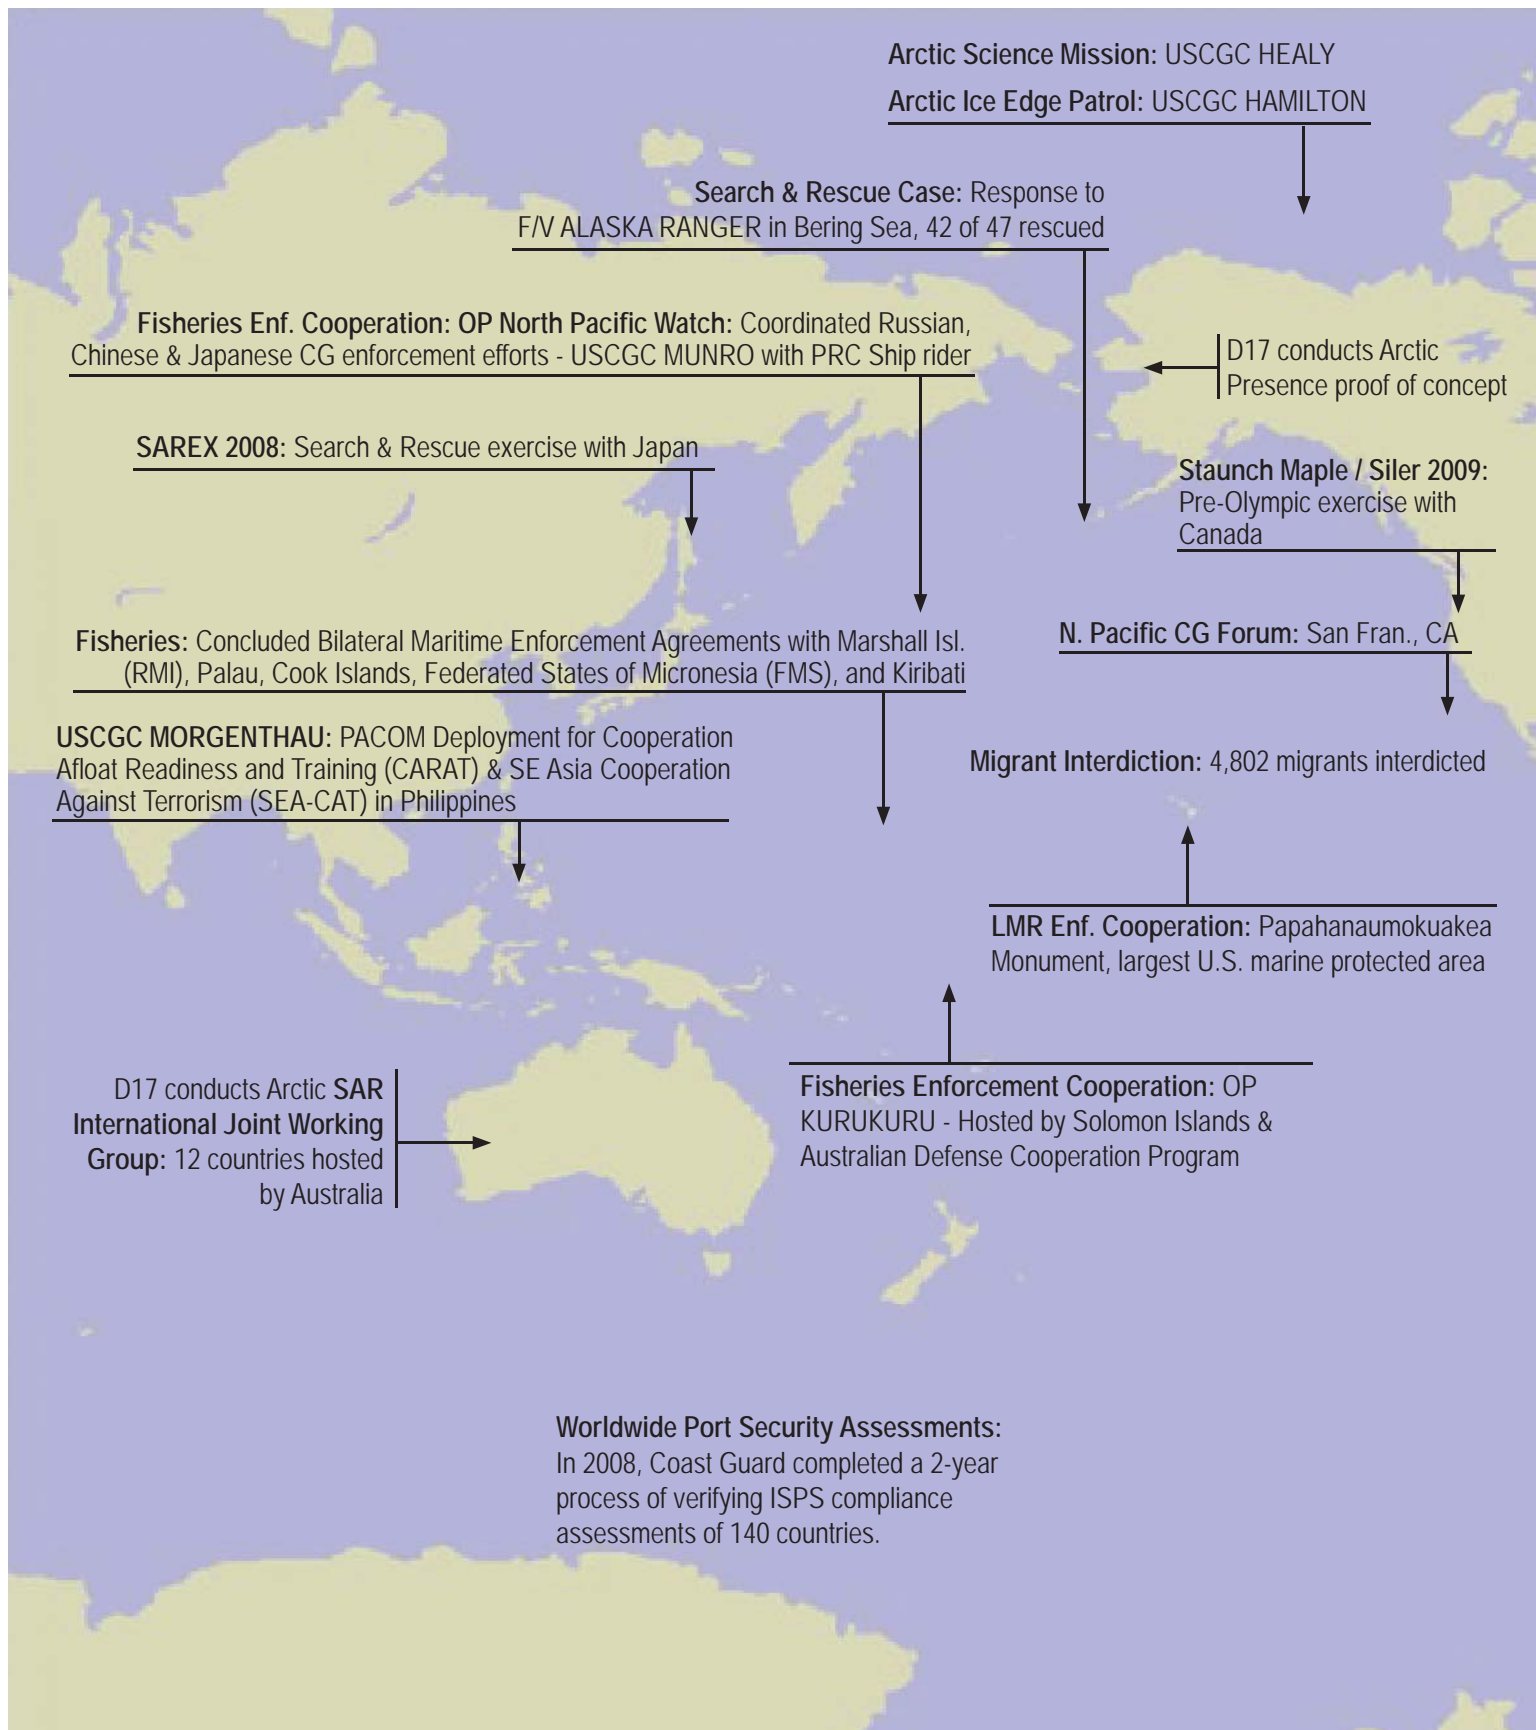 Arctic Science Mission: USCGC HEALY
Arctic Ice Edge Patrol: USCGC HAMILTON
Search & Rescue Case: Response to
F/V ALASKA RANGER in Bering Sea, 42 of 47 rescued
Fisheries Enf. Cooperation: OP North Pacific Watch: Coordinated Russian,
Chinese & Japanese CG enforcement efforts - USCGC MUNRO with PRC Ship rider
D17 conducts Arctic
Presence proof of concept
SAREX 2008: Search & Rescue exercise with Japan
Staunch Maple / Siler 2009:
Pre-Olympic exercise with
Canada
Fisheries: Concluded Bilateral Maritime Enforcement Agreements with Marshall Isl.
(RMI), Palau, Cook Islands, Federated States of Micronesia (FMS), and Kiribati
N. Pacific CG Forum: San Fran., CA
USCGC MORGENTHAU: PACOM Deployment for Cooperation
Afloat Readiness and Training (CARAT) & SE Asia Cooperation
Against Terrorism (SEA-CAT) in Philippines
Migrant Interdiction: 4,802 migrants interdicted
LMR Enf. Cooperation: Papahanaumokuakea
Monument, largest U.S. marine protected area
D17 conducts Arctic SAR
International Joint Working
Group: 12 countries hosted
by Australia
Fisheries Enforcement Cooperation: OP
KURUKURU - Hosted by Solomon Islands &
Australian Defense Cooperation Program
Worldwide Port Security Assessments:
In 2008, Coast Guard completed a 2-year
process of verifying ISPS compliance
assessments of 140 countries.